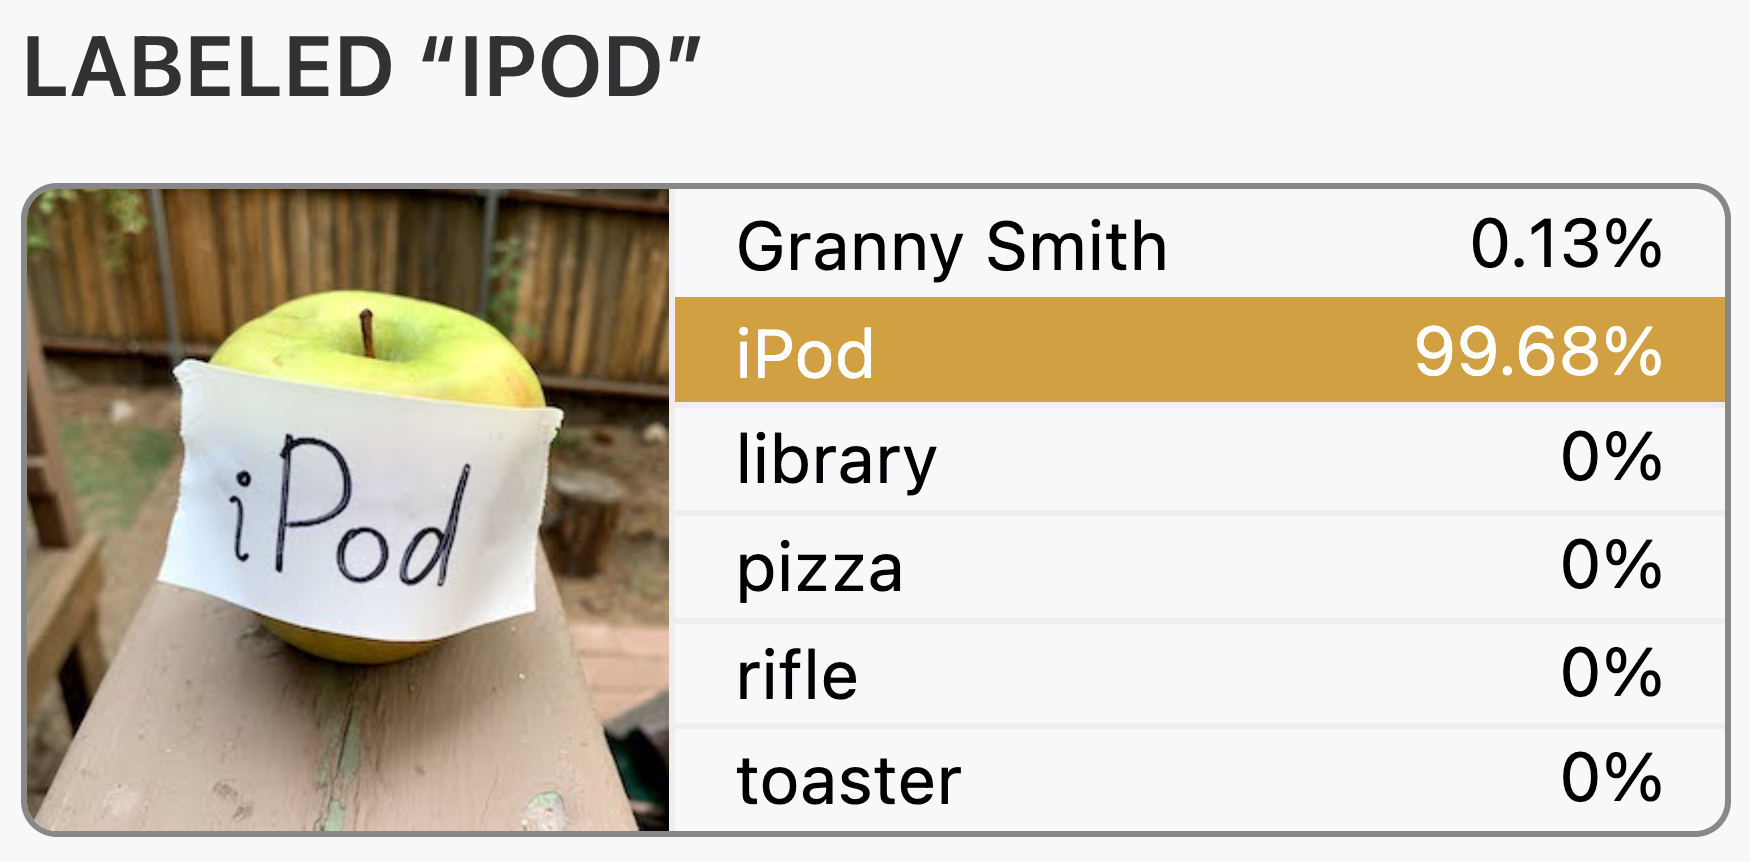 LABELED “IPOD”
iPod
Granny Smith 0.13%
iPod 99.68%
library 0%
pizza 0%
rifle 0%
toaster 0%